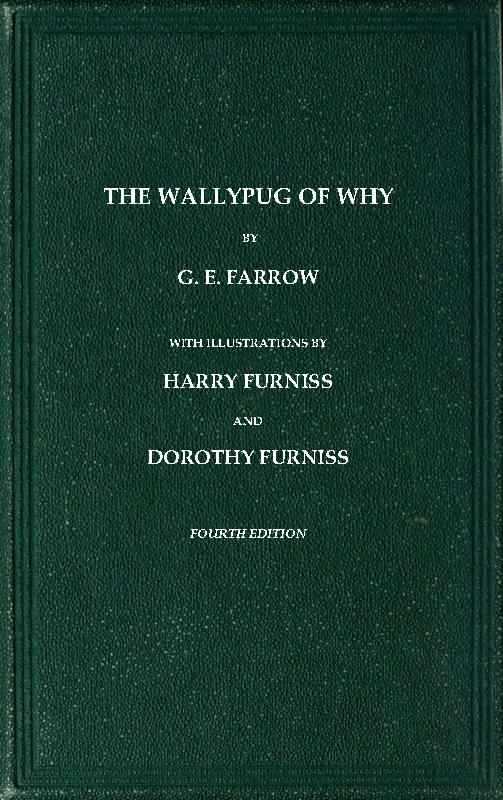 THE WALLYPUG OF WHY
BY
G. E. FARROW
WITH ILLUSTRATIONS BY
HARRY FURNISS
AND
DOROTHY FURNISS
FOURTH EDITION